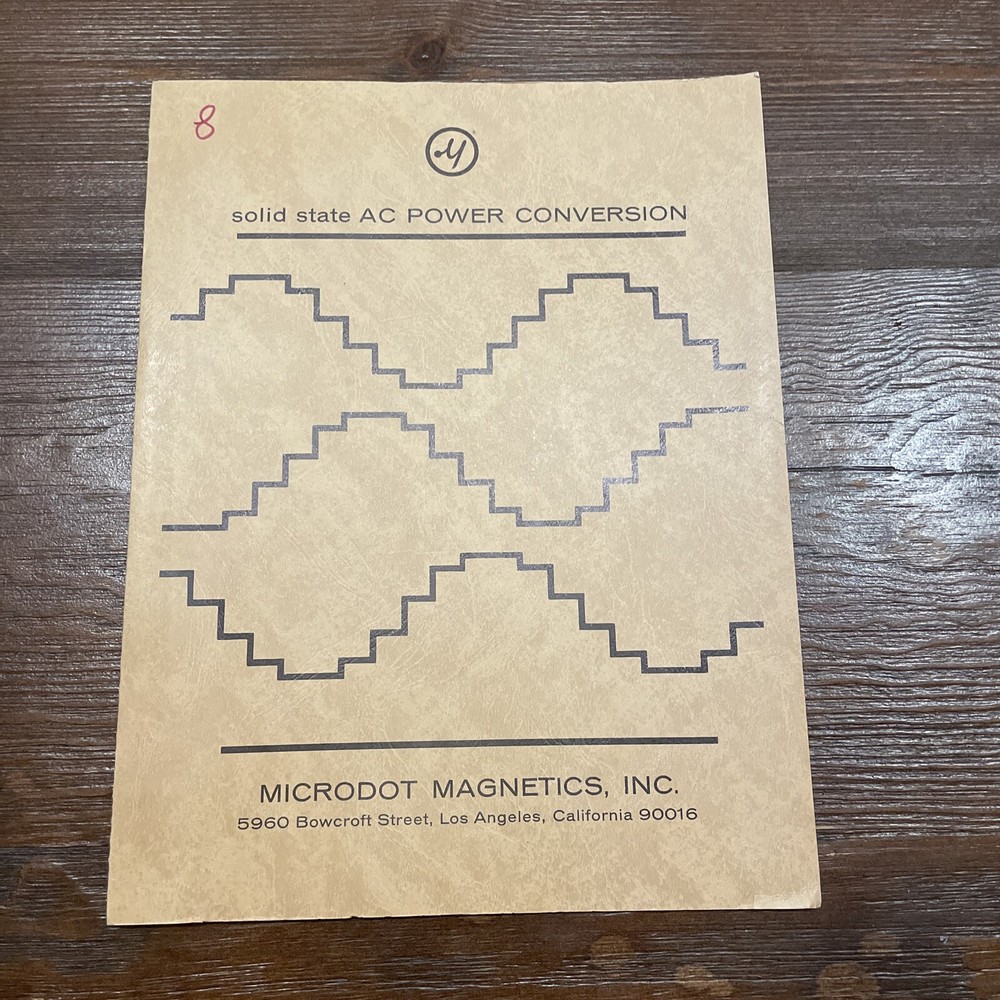 8
solid state AC POWER CONVERSION
MICRODOT MAGNETICS, INC.
5960 Bowcroft Street, Los Angeles, California 90016